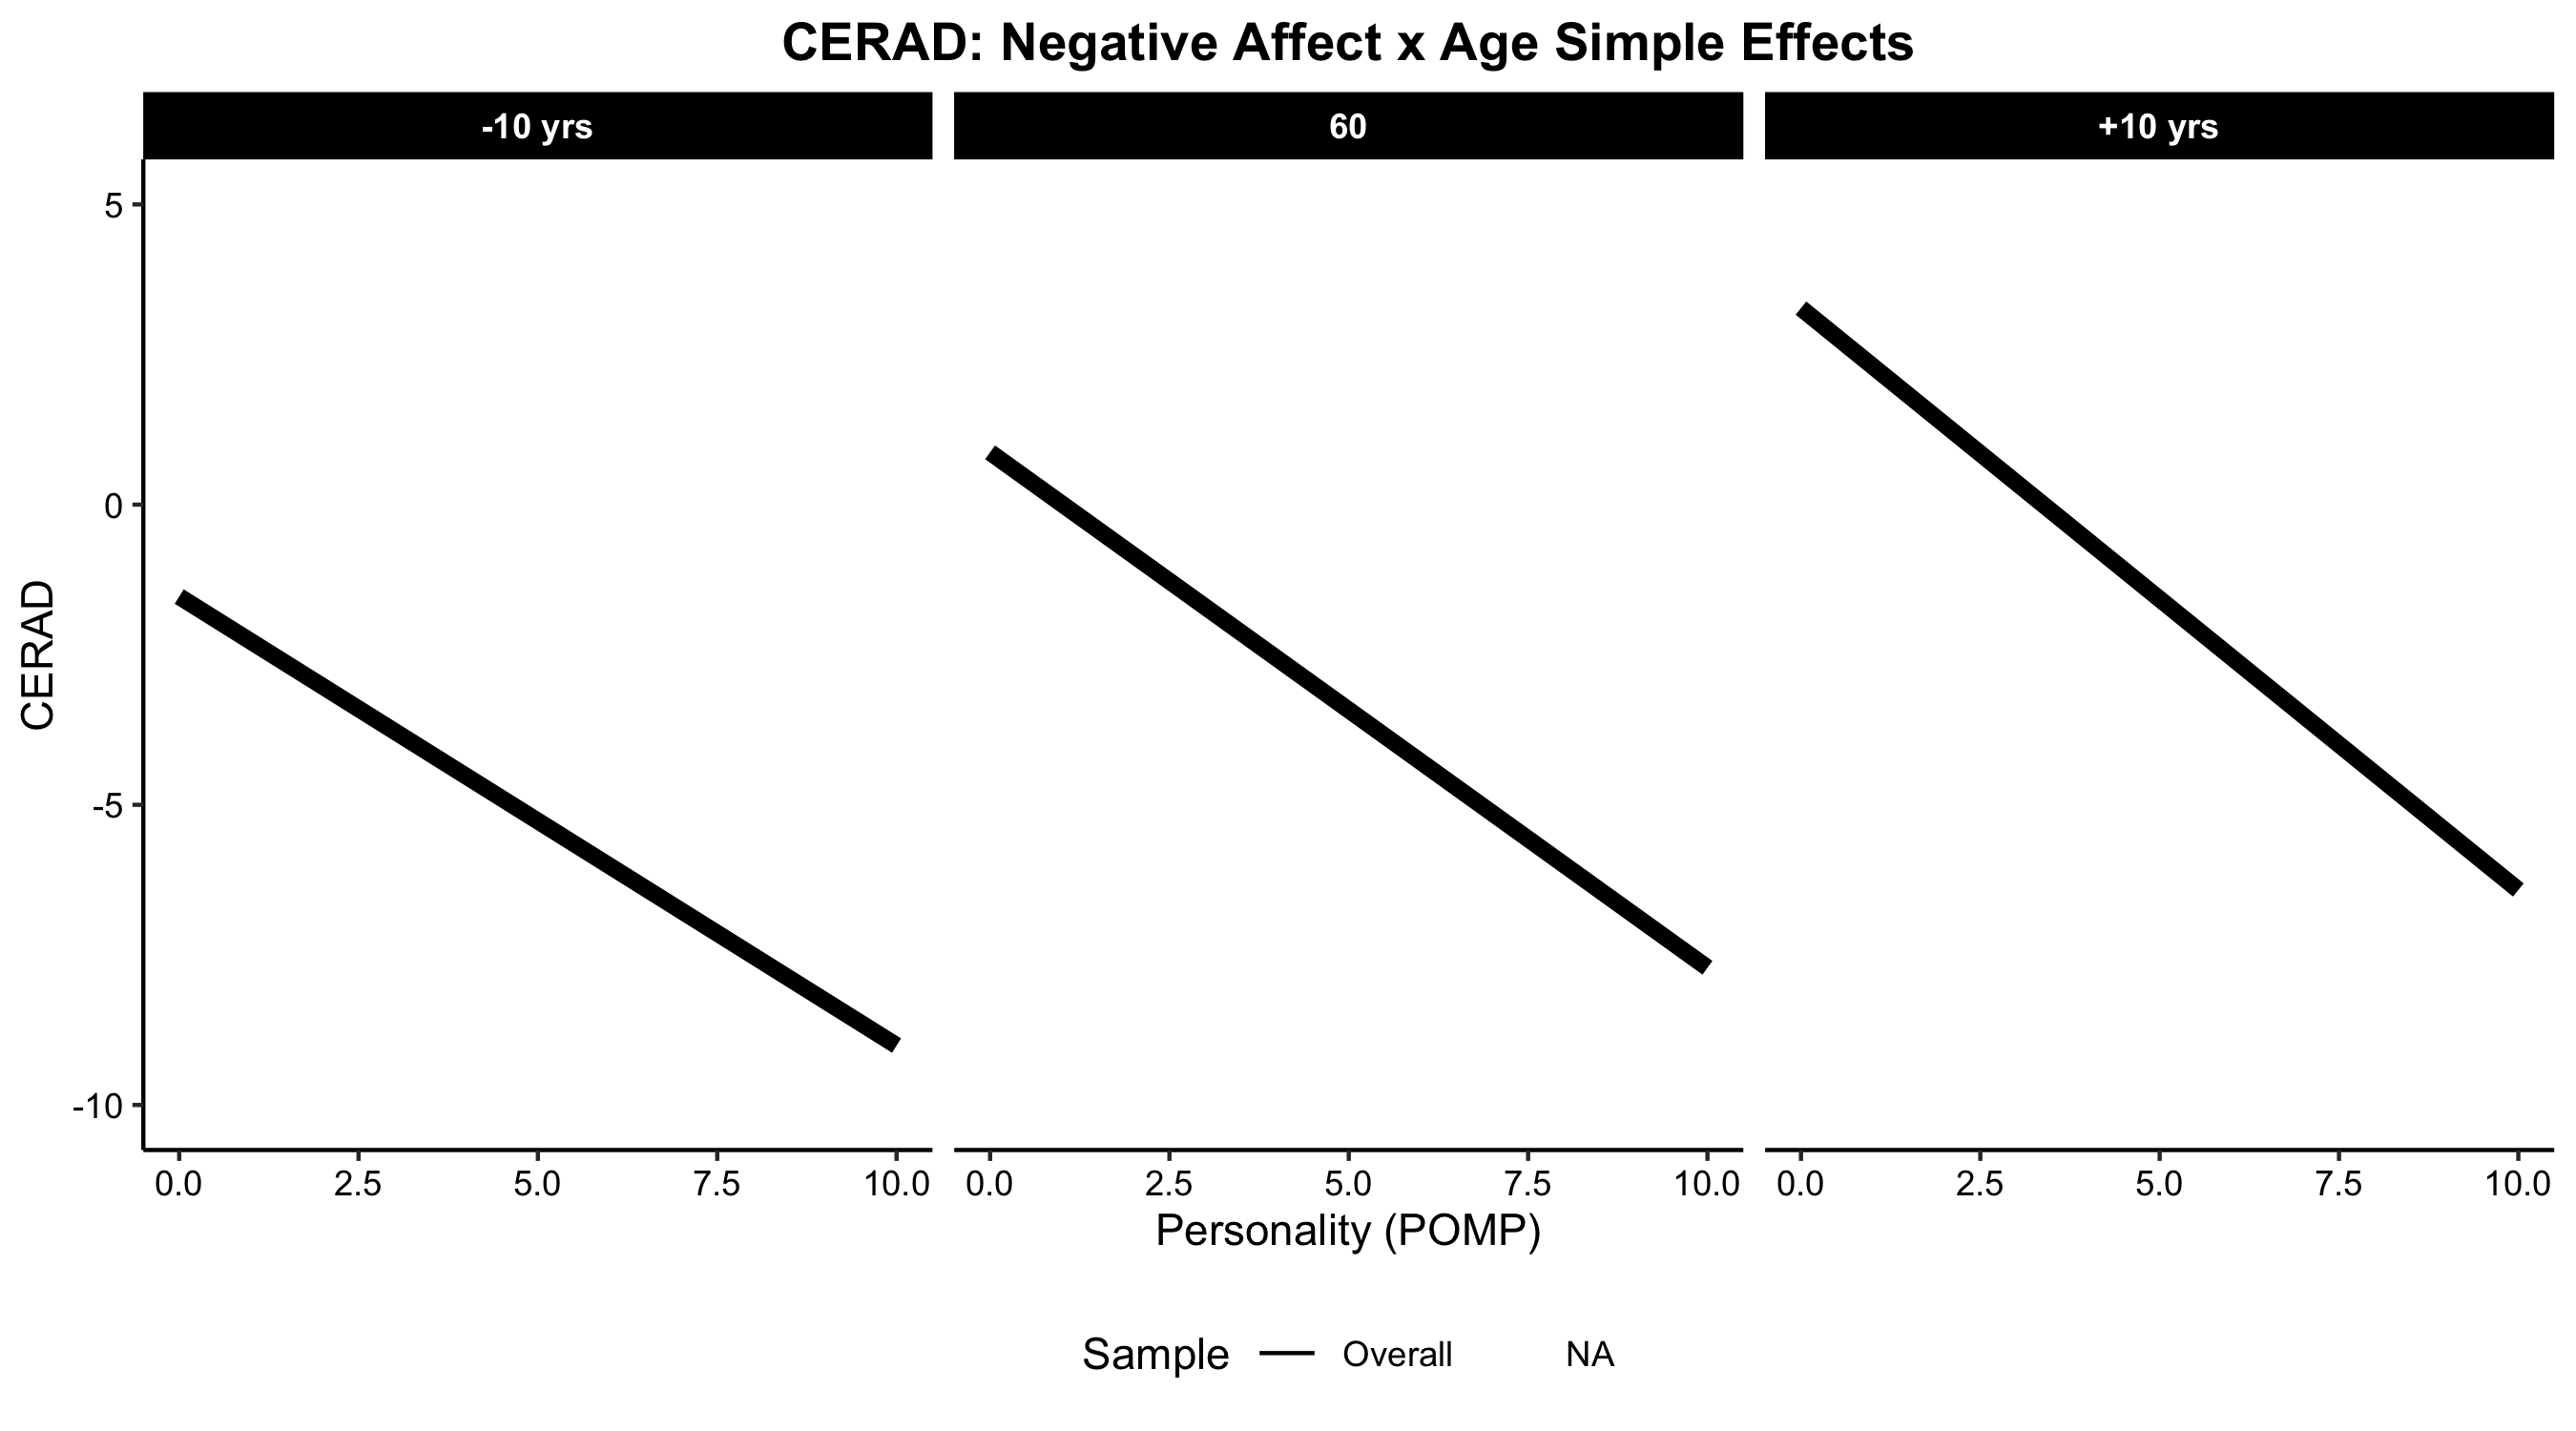 CERAD: Negative Affect x Age Simple Effects
-10 yrs 60 +10 yrs
5
0
-5
-10
CERAD
0.0 2.5 5.0 7.5 10.0 0.0 2.5 5.0 7.5 10.0 0.0 2.5 5.0 7.5 10.0
Personality (POMP)
Sample Overall NA